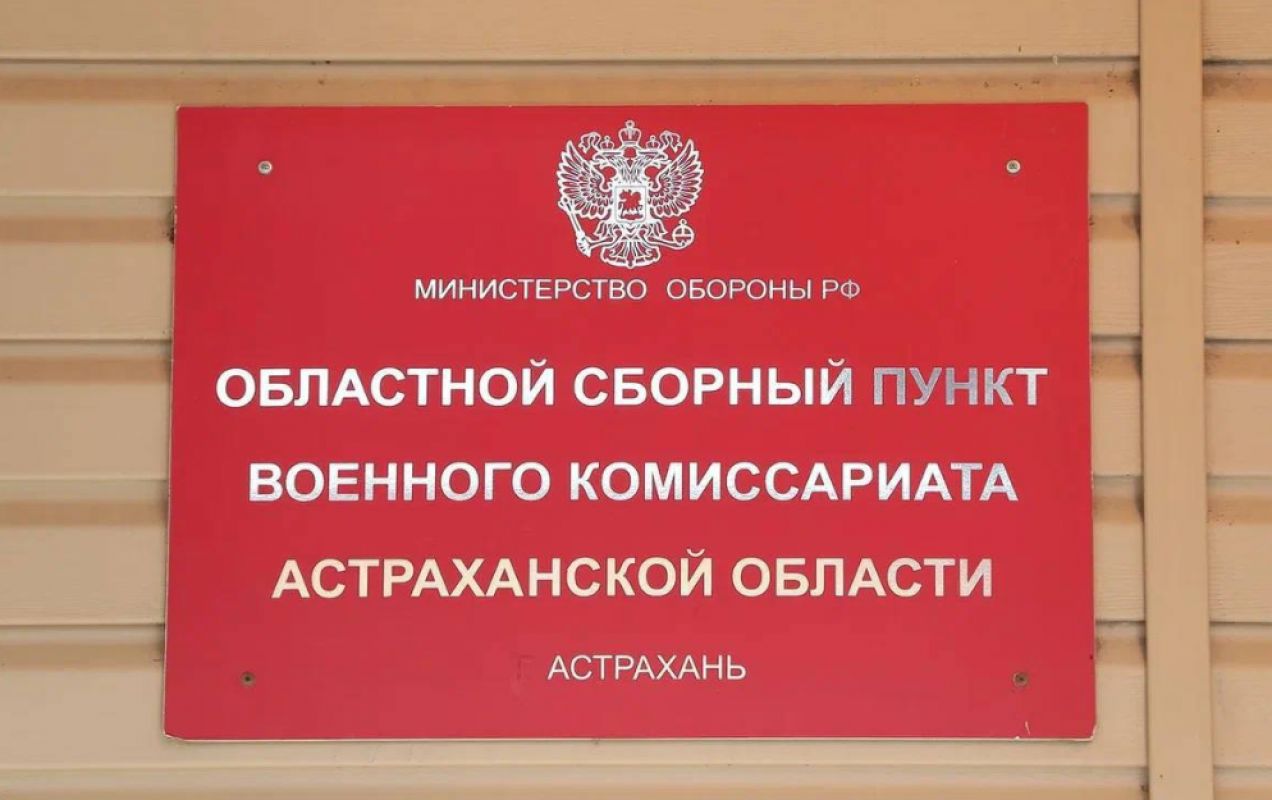 МИНИСТЕРСТВО ОБОРОНЫ РФ
ОБЛАСТНОЙ СБОРНЫЙ ПУНКТ
ВОЕННОГО КОМИССАРИАТА
АСТРАХАНСКОЙ ОБЛАСТИ
АСТРАХАНЬ